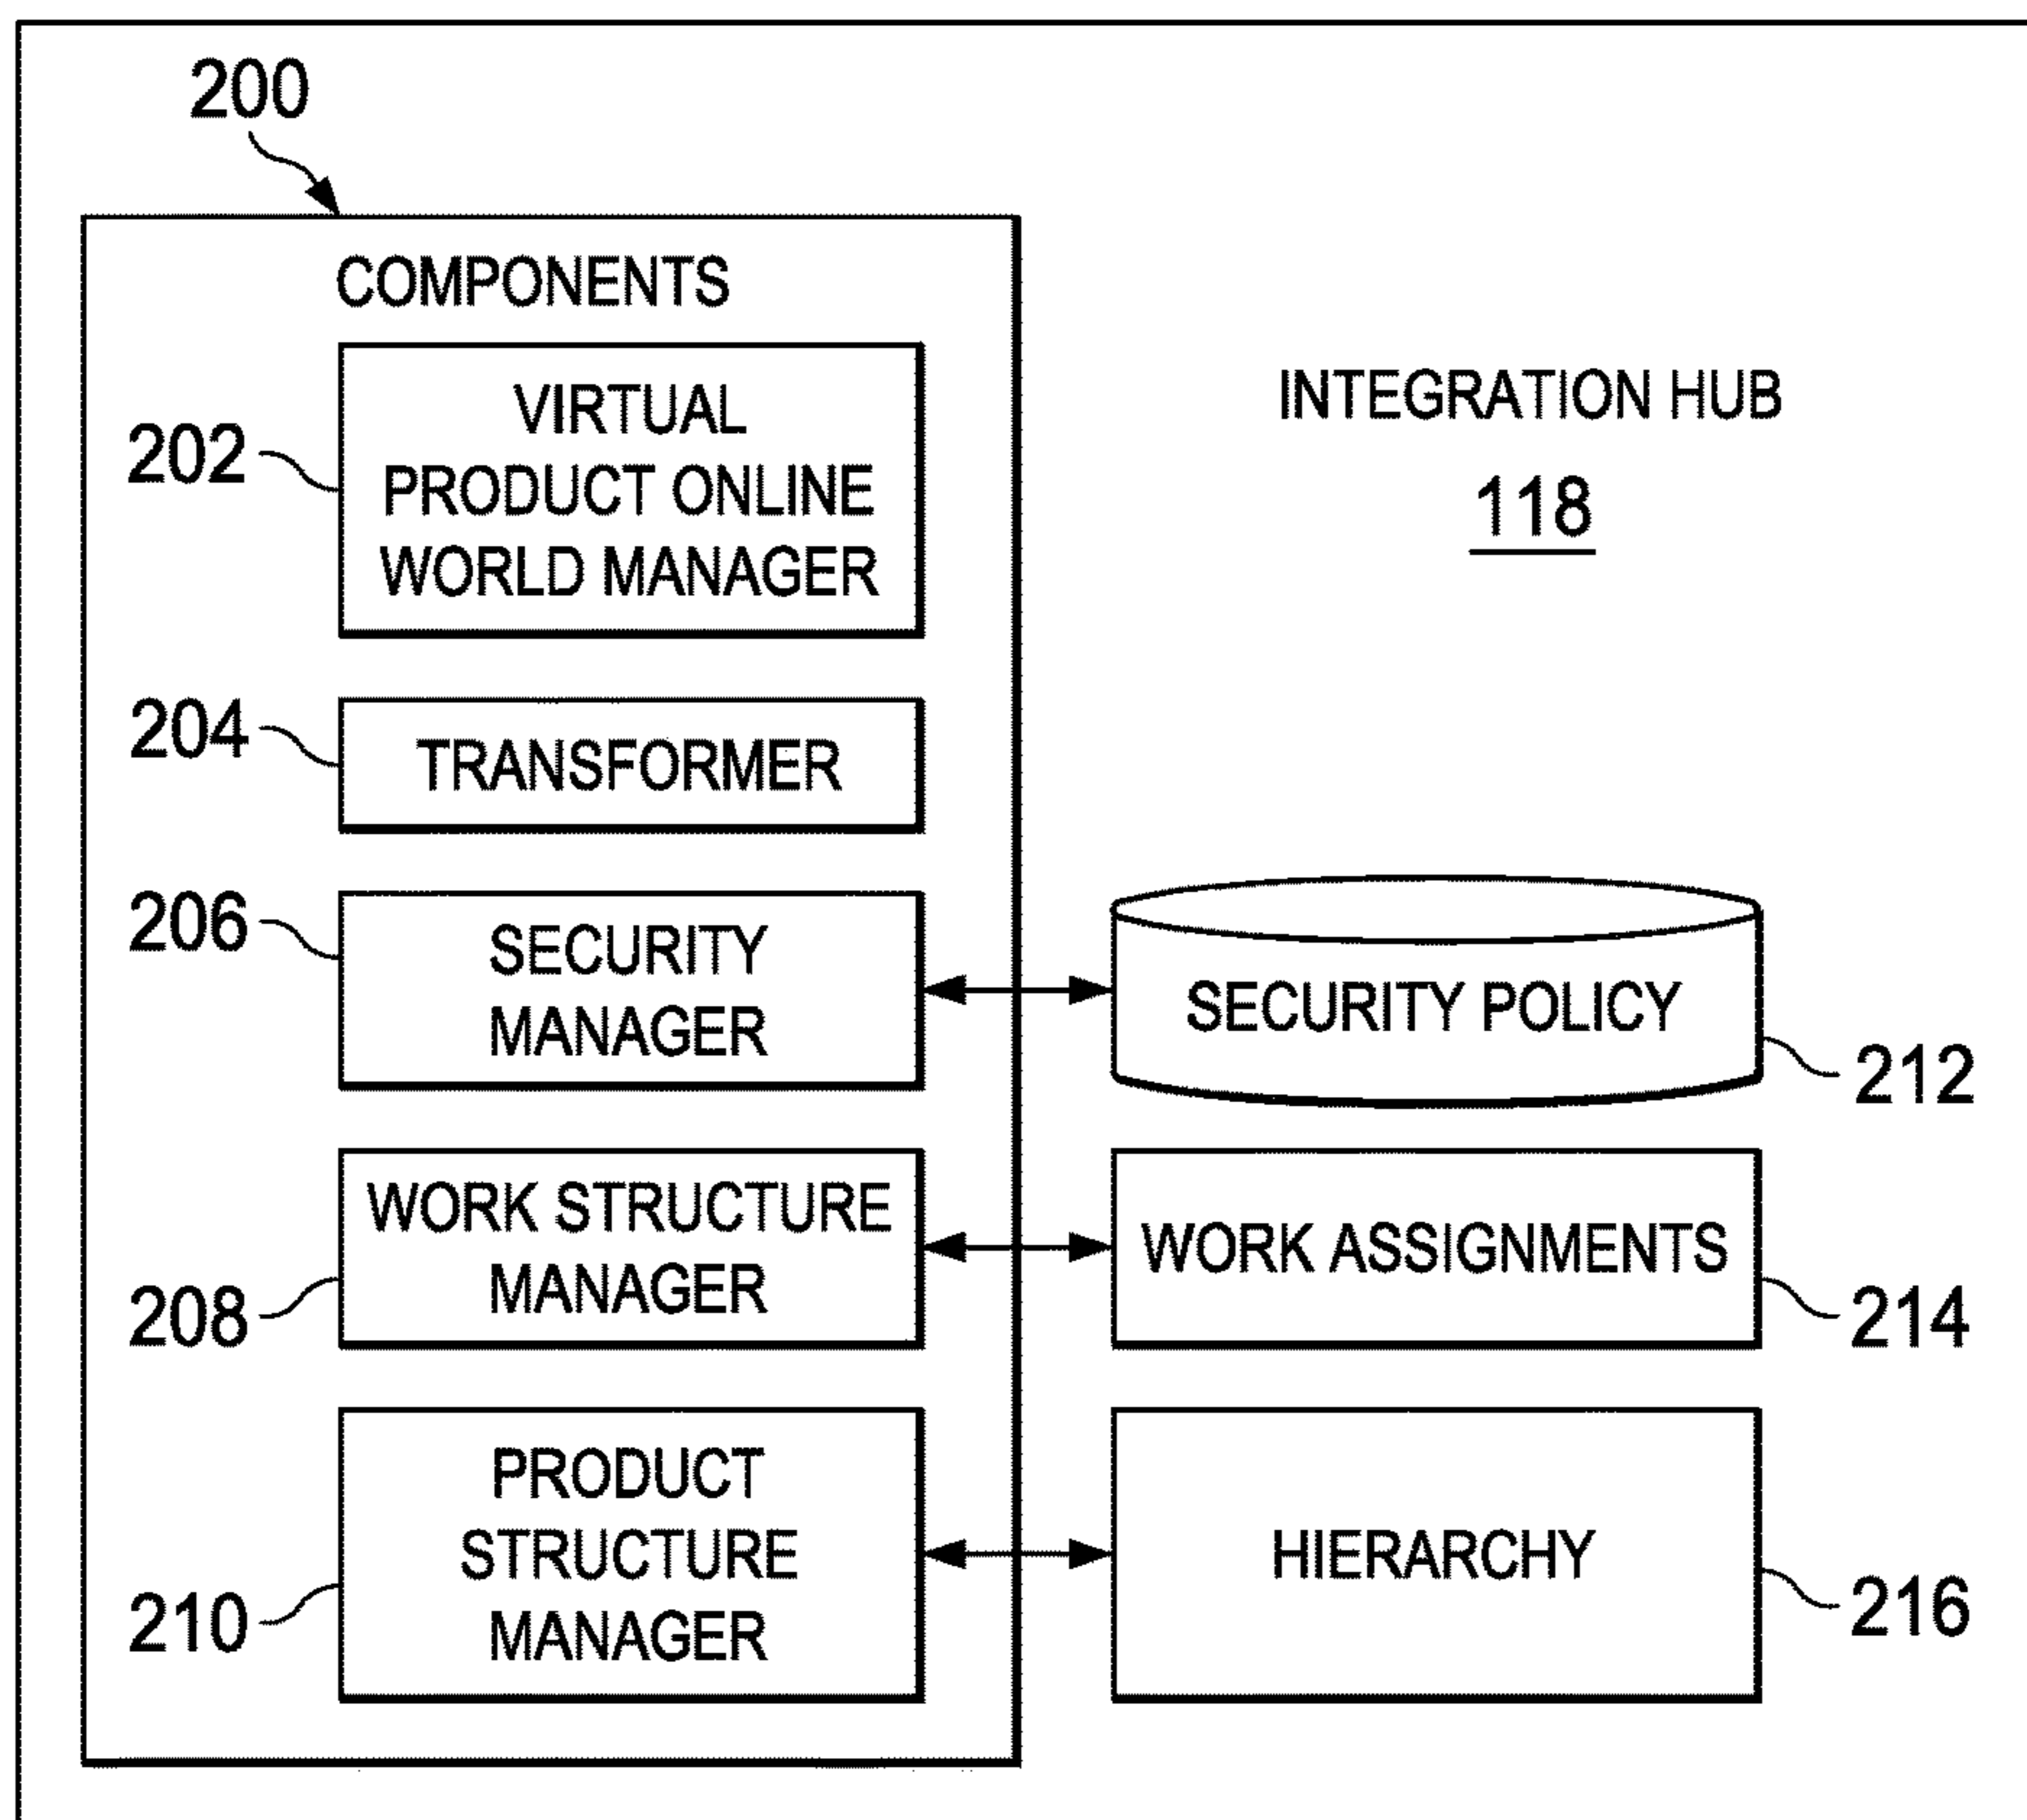 200
COMPONENTS
202
VIRTUAL
PRODUCT ONLINE
WORLD MANAGER
INTEGRATION HUB
118
204
TRANSFORMER
206
SECURITY
MANAGER
SECURITY POLICY
212
208
WORK STRUCTURE
MANAGER
WORK ASSIGNMENTS
214
210
PRODUCT
STRUCTURE
MANAGER
HIERARCHY
216